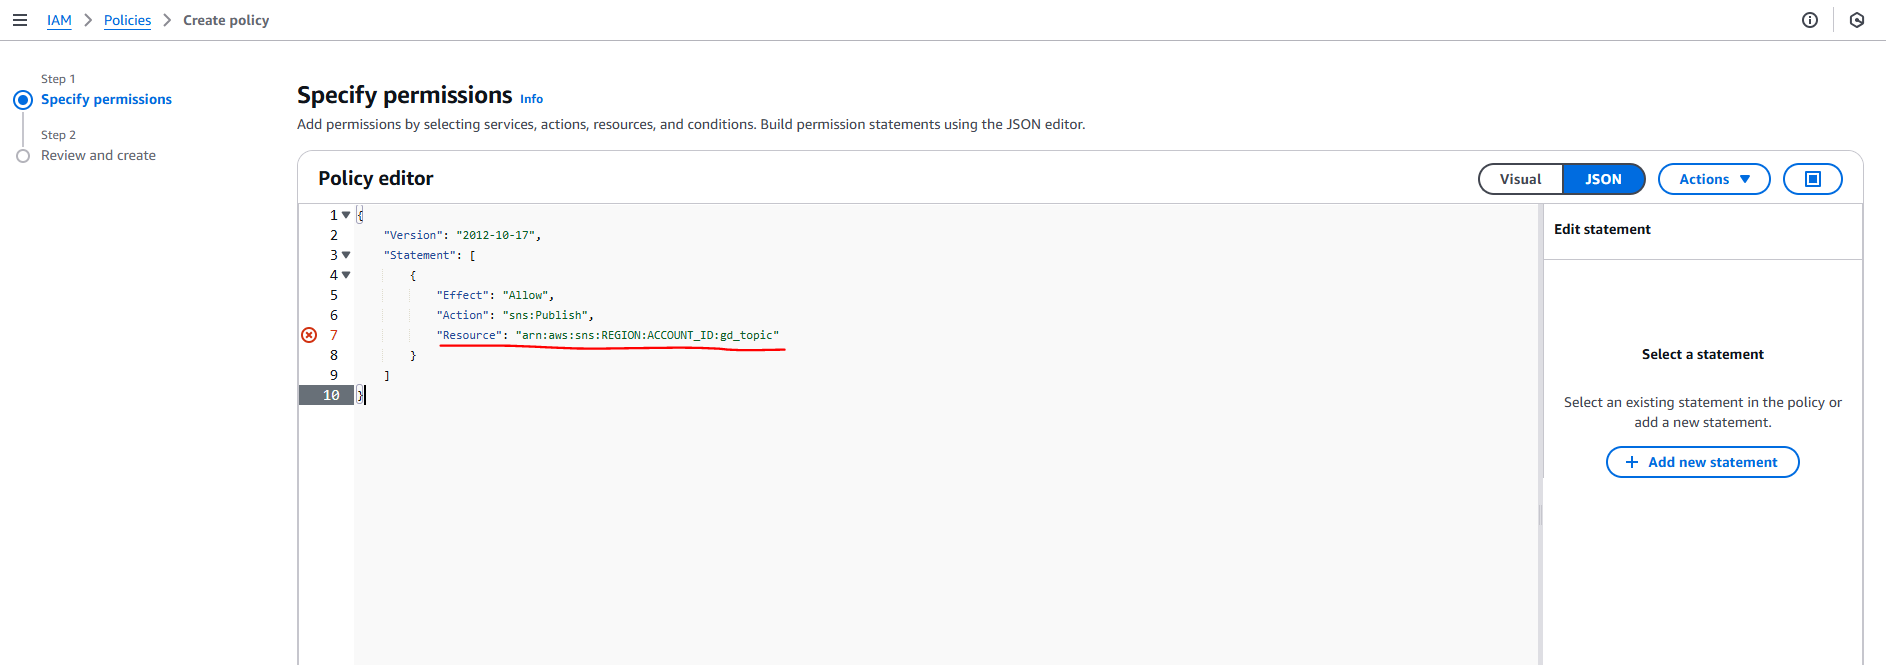 IAM > Policies > Create policy
Step 1
Specify permissions
Step 2
Review and create
Specify permissions Info
Add permissions by selecting services, actions, resources, and conditions. Build permission statements using the JSON editor.
Policy editor
Visual JSON Actions
1 {
2 "Version": "2012-10-17",
3 "Statement": [
4 {
5 "Effect": "Allow",
6 "Action": "sns:Publish",
7 "Resource": "arn:aws:sns:REGION:ACCOUNT_ID:gd_topic"
8 }
9 ]
10 }
Edit statement
Select a statement
Select an existing statement in the policy or
add a new statement.
+ Add new statement